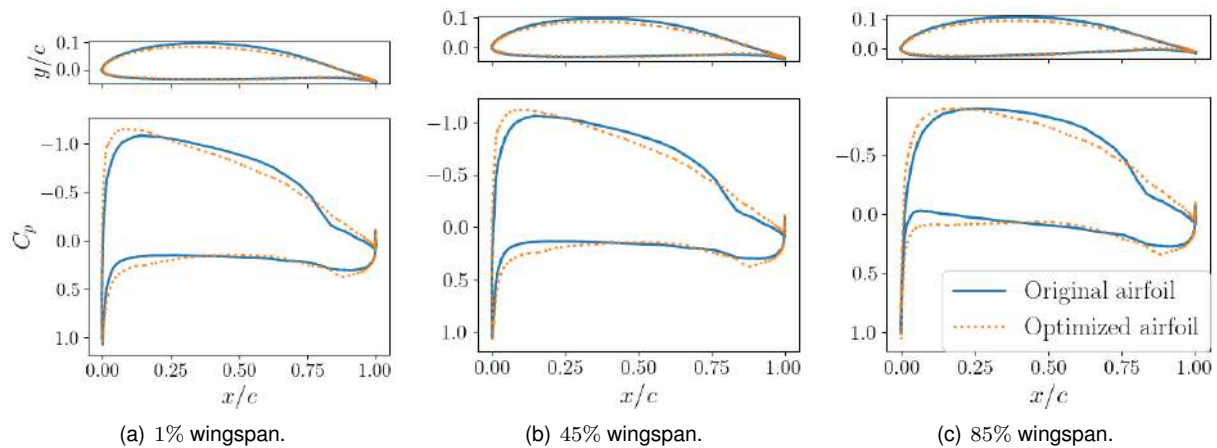 y/c
0.1
0.0
C_p
−1.0
−0.5
0.0
0.5
1.0
0.00 0.25 0.50 0.75 1.00
x/c
(a) 1% wingspan.
0.1
0.0
−1.0
−0.5
0.0
0.5
1.0
0.00 0.25 0.50 0.75 1.00
x/c
(b) 45% wingspan.
0.1
0.0
−0.5
0.0
0.5
1.0
Original airfoil
Optimized airfoil
0.00 0.25 0.50 0.75 1.00
x/c
(c) 85% wingspan.